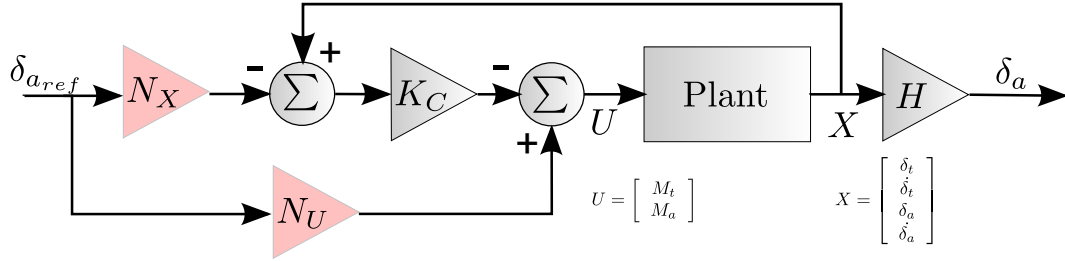 δ_{a_{ref}} N_X - + Σ K_C - + Σ U Plant X H δ_a
N_U
U = [ M_t M_a ]
X = [ δ_t δ̇_t δ_a δ̇_a ]